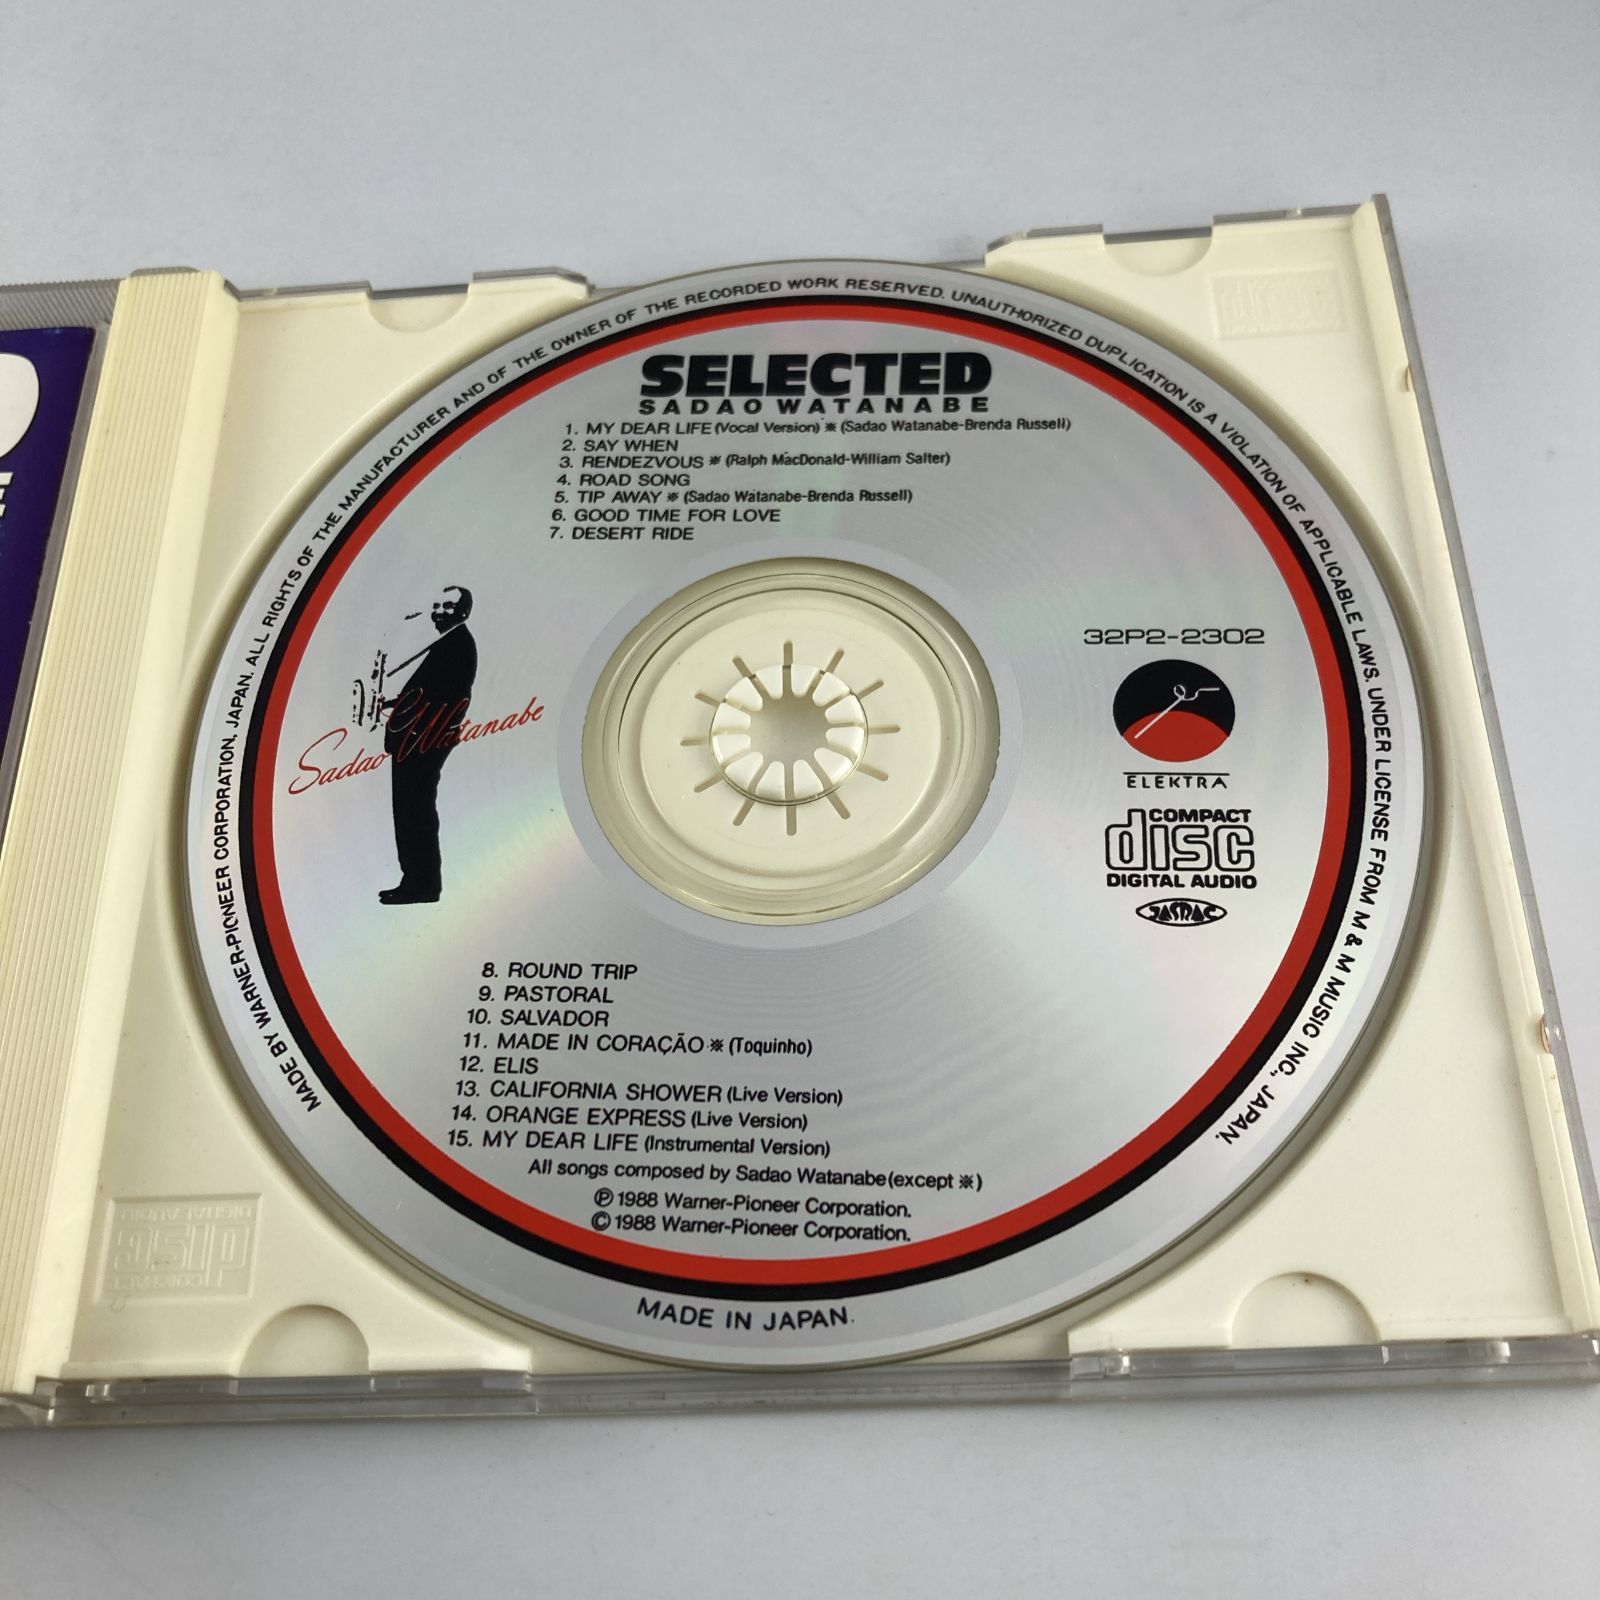 SELECTED
SADAO WATANABE
1. MY DEAR LIFE (Vocal Version) ※ (Sadao Watanabe-Brenda Russell)
2. SAY WHEN
3. RENDEZVOUS ※ (Ralph MacDonald-William Salter)
4. ROAD SONG
5. TIP AWAY ※ (Sadao Watanabe-Brenda Russell)
6. GOOD TIME FOR LOVE
7. DESERT RIDE
32P2-2302
ELEKTRA
COMPACT
disc
DIGITAL AUDIO
JASRAC
Sadao Watanabe
8. ROUND TRIP
9. PASTORAL
10. SALVADOR
11. MADE IN CORAÇÃO ※ (Toquinho)
12. ELIS
13. CALIFORNIA SHOWER (Live Version)
14. ORANGE EXPRESS (Live Version)
15. MY DEAR LIFE (Instrumental Version)
All songs composed by Sadao Watanabe (except ※)
Ⓟ 1988 Warner-Pioneer Corporation.
© 1988 Warner-Pioneer Corporation.
MADE BY WARNER-PIONEER CORPORATION, JAPAN. ALL RIGHTS OF THE MANUFACTURER AND OF THE OWNER OF THE RECORDED WORK RESERVED. UNAUTHORIZED DUPLICATION IS A VIOLATION OF APPLICABLE LAWS. UNDER LICENSE FROM M & M MUSIC INC., JAPAN.
MADE IN JAPAN.
COMPACT
disc
DIGITAL AUDIO